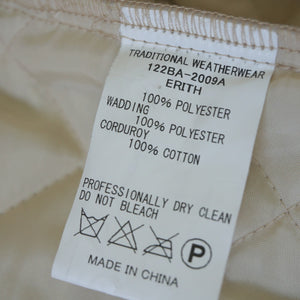 TRADITIONAL WEATHERWEAR
122BA-2009A
ERITH
100% POLYESTER
WADDING
100% POLYESTER
CORDUROY
100% COTTON
PROFESSIONALLY DRY CLEAN
DO NOT BLEACH
P
MADE IN CHINA